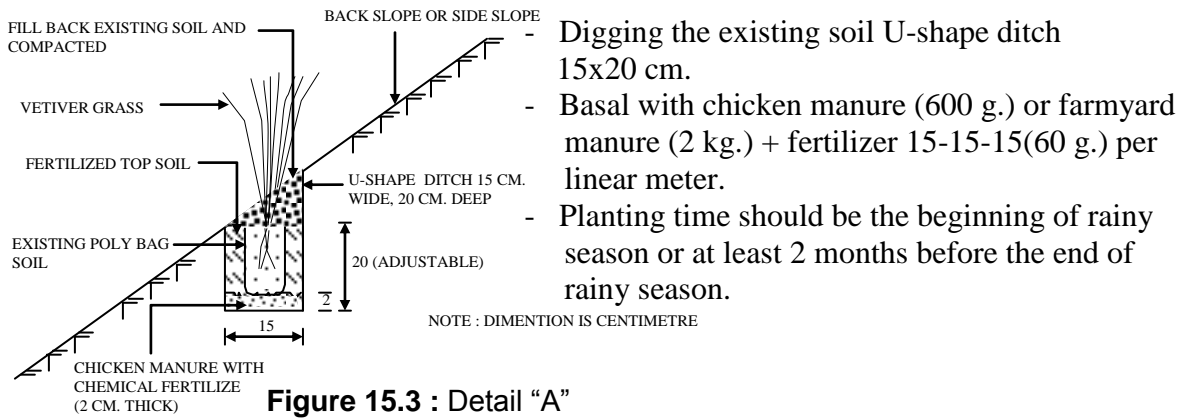 FILL BACK EXISTING SOIL AND
COMPACTED
BACK SLOPE OR SIDE SLOPE
VETIVER GRASS
FERTILIZED TOP SOIL
U-SHAPE DITCH 15 CM.
WIDE, 20 CM. DEEP
EXISTING POLY BAG
SOIL
20 (ADJUSTABLE)
2
15
NOTE : DIMENTION IS CENTIMETRE
CHICKEN MANURE WITH
CHEMICAL FERTILIZE
(2 CM. THICK)
- Digging the existing soil U-shape ditch
15x20 cm.
- Basal with chicken manure (600 g.) or farmyard
manure (2 kg.) + fertilizer 15-15-15(60 g.) per
linear meter.
- Planting time should be the beginning of rainy
season or at least 2 months before the end of
rainy season.
Figure 15.3 : Detail “A”